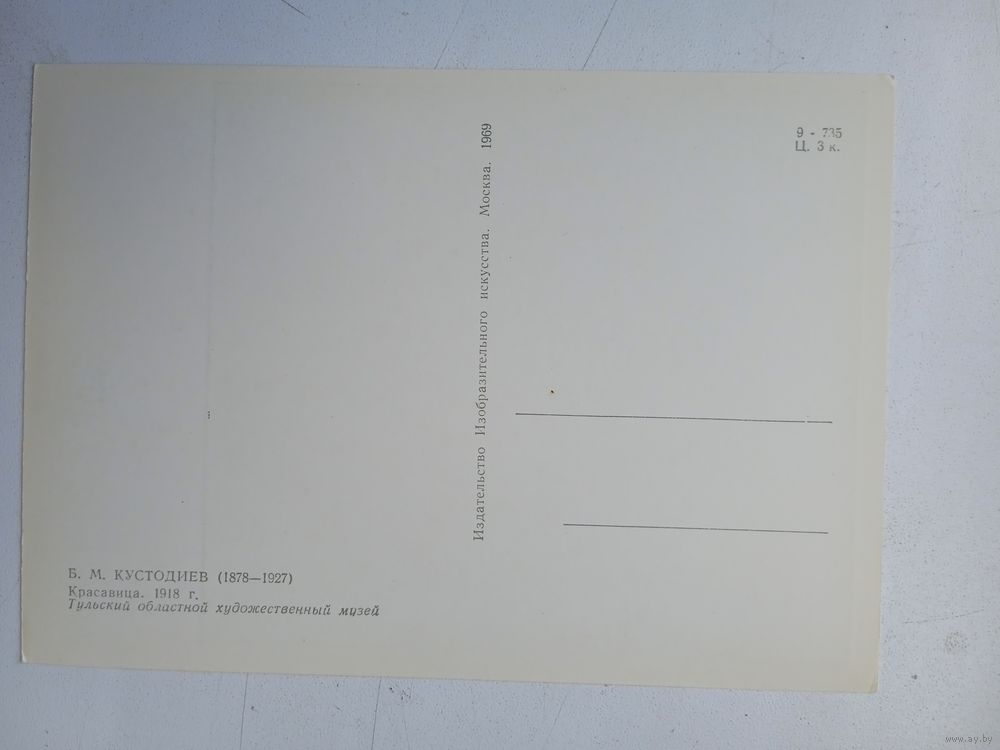 9 - 735
Ц. 3 к.
Издательство Изобразительного искусства. Москва. 1969
Б. М. КУСТОДИЕВ (1878—1927)
Красавица. 1918 г.
Тульский областной художественный музей
www.ay.by